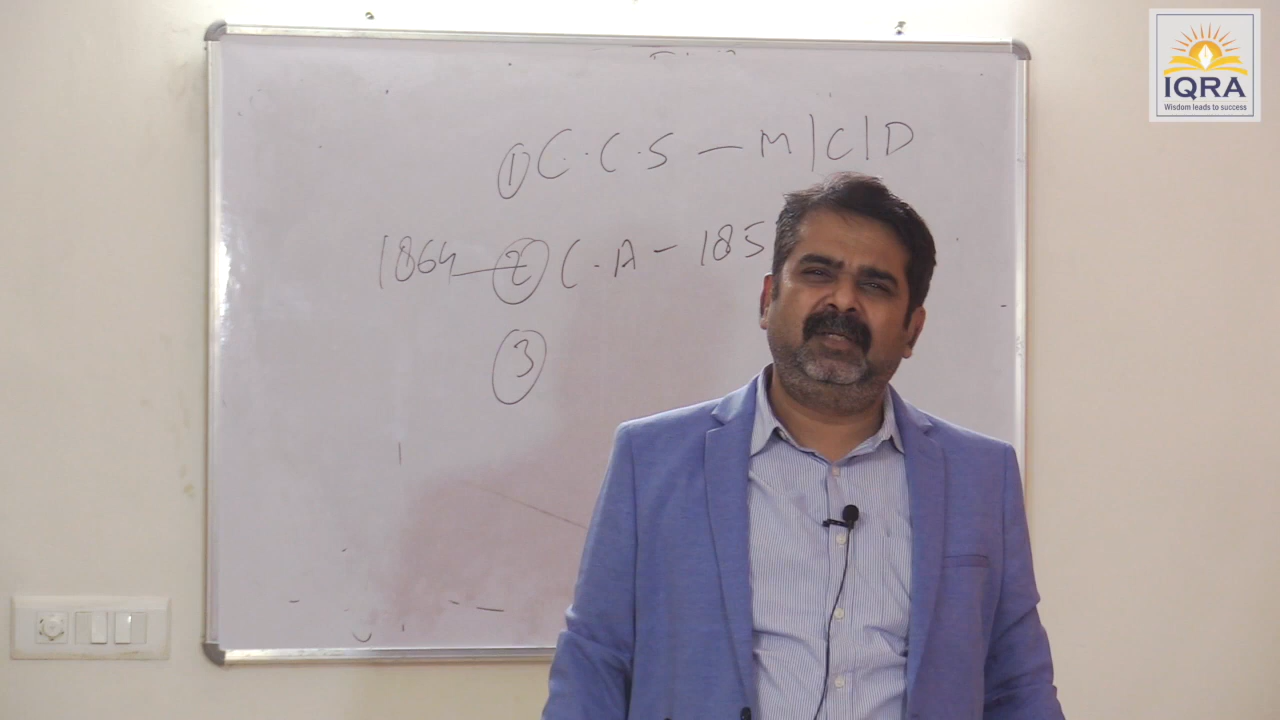 IQRA
Wisdom leads to success
① C.C.S – M|C|D
1864 — ② C.A – 185
③